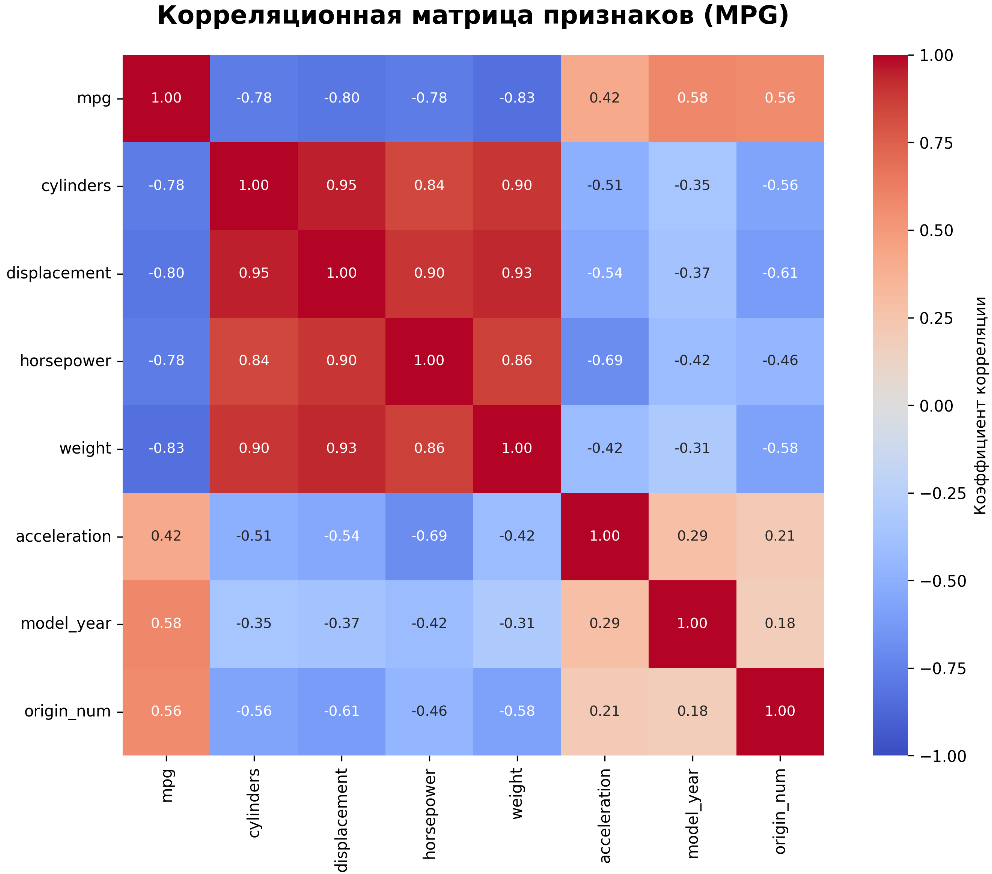 Корреляционная матрица признаков (MPG)
mpg 1.00 -0.78 -0.80 -0.78 -0.83 0.42 0.58 0.56
cylinders -0.78 1.00 0.95 0.84 0.90 -0.51 -0.35 -0.56
displacement -0.80 0.95 1.00 0.90 0.93 -0.54 -0.37 -0.61
horsepower -0.78 0.84 0.90 1.00 0.86 -0.69 -0.42 -0.46
weight -0.83 0.90 0.93 0.86 1.00 -0.42 -0.31 -0.58
acceleration 0.42 -0.51 -0.54 -0.69 -0.42 1.00 0.29 0.21
model_year 0.58 -0.35 -0.37 -0.42 -0.31 0.29 1.00 0.18
origin_num 0.56 -0.56 -0.61 -0.46 -0.58 0.21 0.18 1.00
mpg
cylinders
displacement
horsepower
weight
acceleration
model_year
origin_num
1.00
0.75
0.50
0.25
0.00
−0.25
−0.50
−0.75
−1.00
Коэффициент корреляции